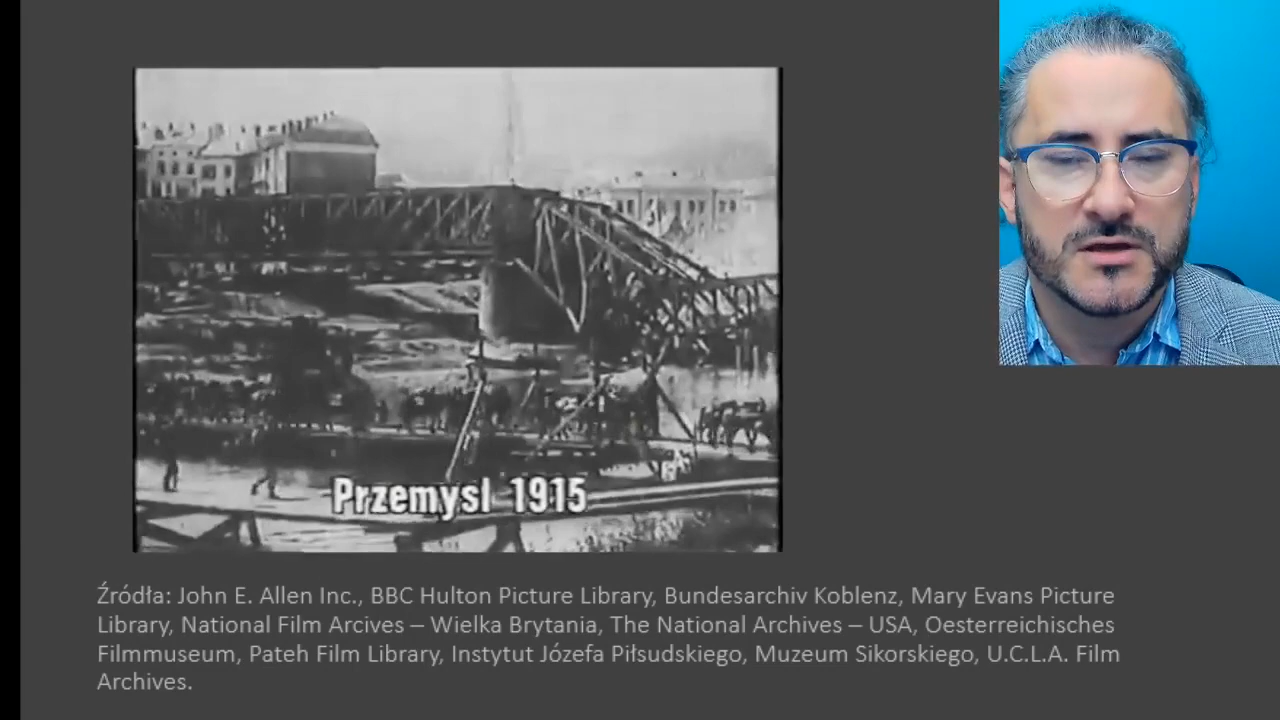 Przemysl 1915
Źródła: John E. Allen Inc., BBC Hulton Picture Library, Bundesarchiv Koblenz, Mary Evans Picture
Library, National Film Arcives – Wielka Brytania, The National Archives – USA, Oesterreichisches
Filmmuseum, Pateh Film Library, Instytut Józefa Piłsudskiego, Muzeum Sikorskiego, U.C.L.A. Film
Archives.